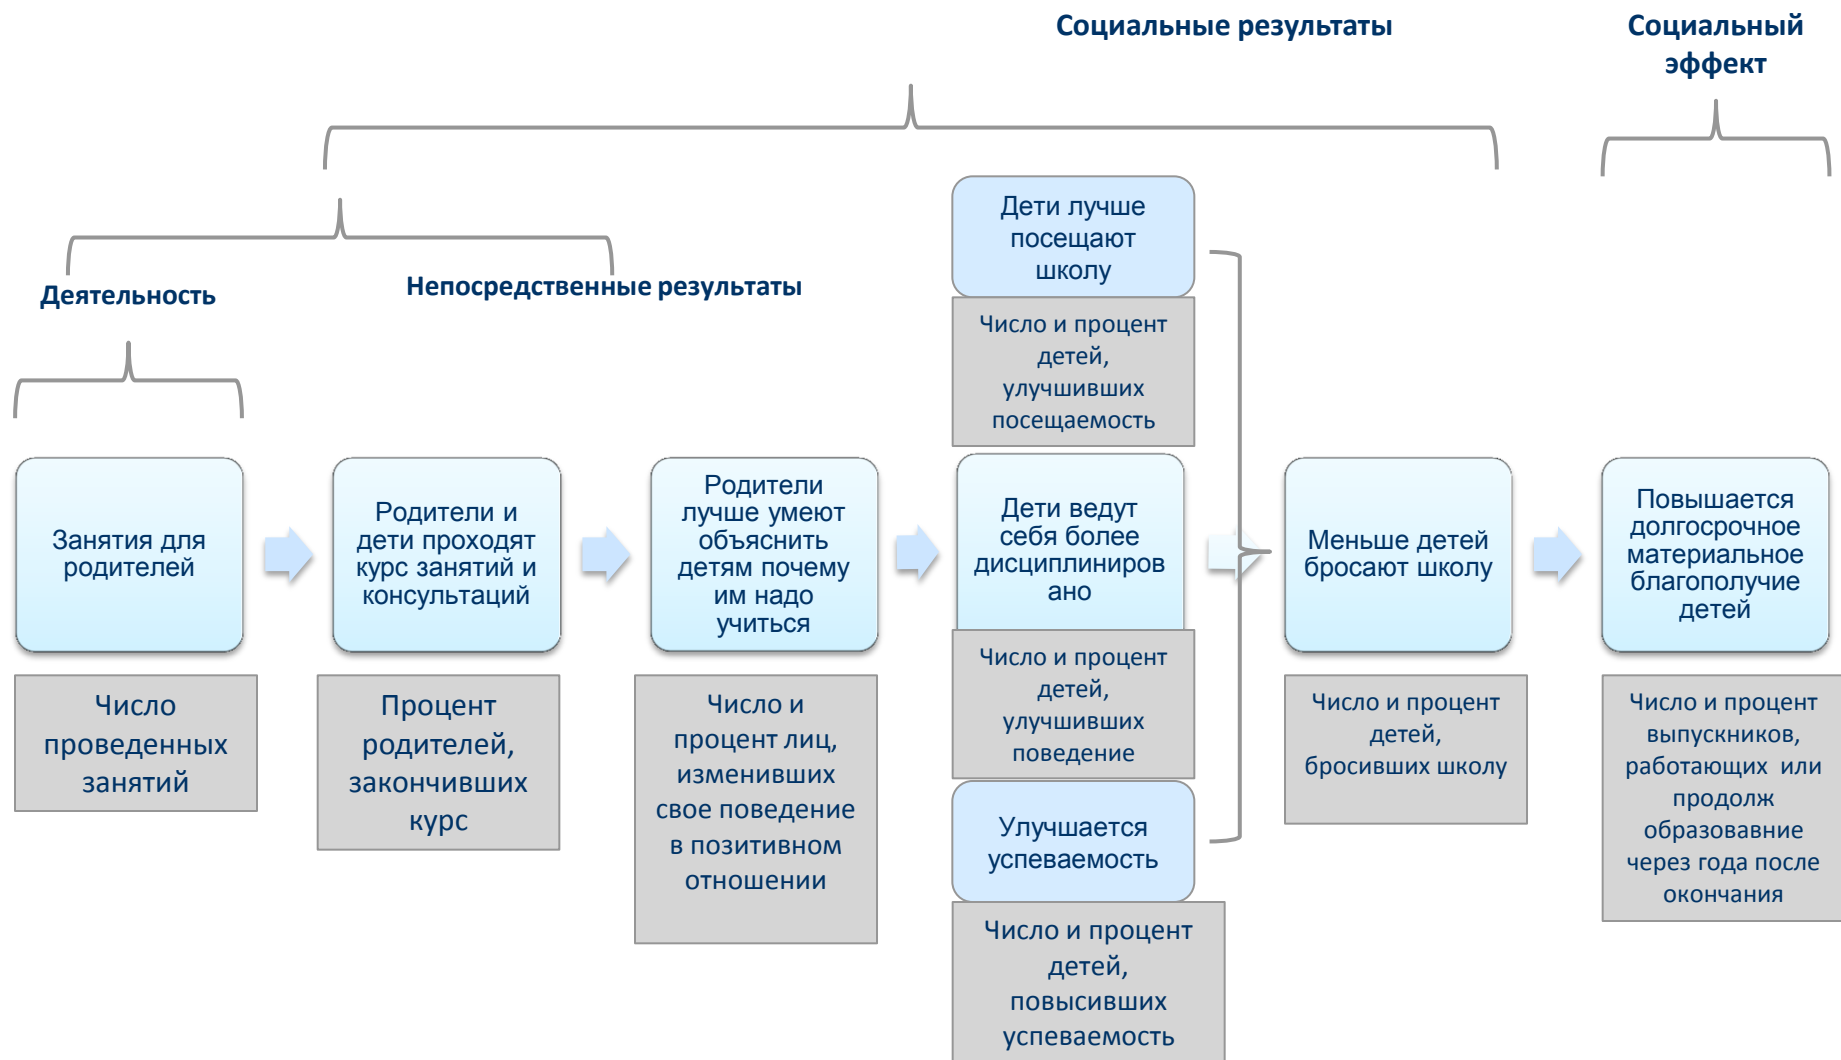 Социальные результаты
Социальный
эффект
Деятельность
Непосредственные результаты
Занятия для
родителей
Число
проведенных
занятий
Родители и
дети проходят
курс занятий и
консультаций
Процент
родителей,
закончивших
курс
Родители
лучше умеют
объяснить
детям почему
им надо
учиться
Число и
процент лиц,
изменивших
свое поведение
в позитивном
отношении
Дети лучше
посещают
школу
Число и процент
детей,
улучшивших
посещаемость
Дети ведут
себя более
дисциплиниров
ано
Число и процент
детей,
улучшивших
поведение
Улучшается
успеваемость
Число и процент
детей,
повысивших
успеваемость
Меньше детей
бросают школу
Число и процент
детей,
бросивших школу
Повышается
долгосрочное
материальное
благополучие
детей
Число и процент
выпускников,
работающих или
продолж
образовавние
через года после
окончания